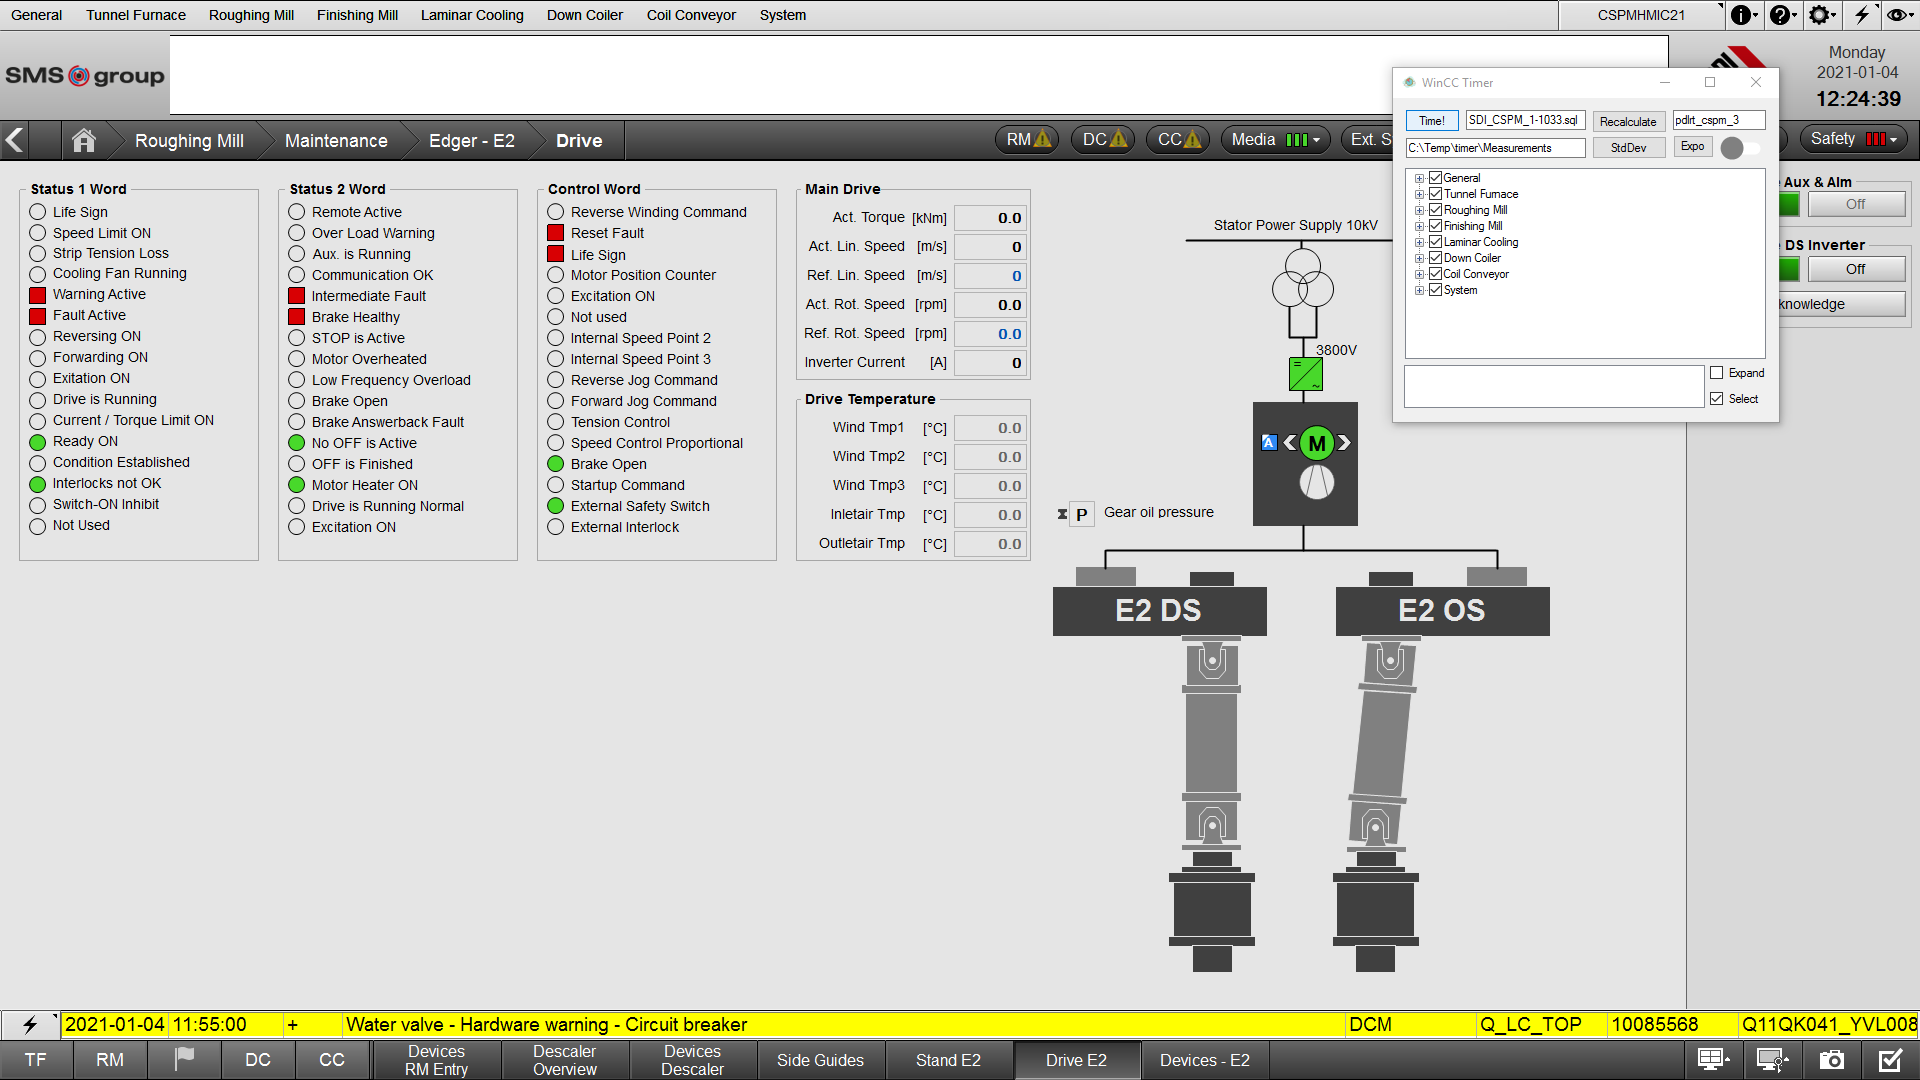 General Tunnel Furnace Roughing Mill Finishing Mill Laminar Cooling Down Coiler Coil Conveyor System CSPMHMIC21
SMS group
Monday
2021-01-04
12:24:39
Roughing Mill Maintenance Edger - E2 Drive RM DC CC Media Ext. S Safety
WinCC Timer
Time! SDI_CSPM_1-1033.sql Recalculate pdlrt_cspm_3
C:\Temp\timer\Measurements StdDev Expo
General
Tunnel Furnace
Roughing Mill
Finishing Mill
Laminar Cooling
Down Coiler
Coil Conveyor
System
Expand
Select
Aux & Alm
Off
DS Inverter
Off
knowledge
Status 1 Word
Life Sign
Speed Limit ON
Strip Tension Loss
Cooling Fan Running
Warning Active
Fault Active
Reversing ON
Forwarding ON
Exitation ON
Drive is Running
Current / Torque Limit ON
Ready ON
Condition Established
Interlocks not OK
Switch-ON Inhibit
Not Used
Status 2 Word
Remote Active
Over Load Warning
Aux. is Running
Communication OK
Intermediate Fault
Brake Healthy
STOP is Active
Motor Overheated
Low Frequency Overload
Brake Open
Brake Answerback Fault
No OFF is Active
OFF is Finished
Motor Heater ON
Drive is Running Normal
Excitation ON
Control Word
Reverse Winding Command
Reset Fault
Life Sign
Motor Position Counter
Excitation ON
Not used
Internal Speed Point 2
Internal Speed Point 3
Reverse Jog Command
Forward Jog Command
Tension Control
Speed Control Proportional
Brake Open
Startup Command
External Safety Switch
External Interlock
Main Drive
Act. Torque [kNm] 0.0
Act. Lin. Speed [m/s] 0
Ref. Lin. Speed [m/s] 0
Act. Rot. Speed [rpm] 0.0
Ref. Rot. Speed [rpm] 0.0
Inverter Current [A] 0
Drive Temperature
Wind Tmp1 [°C] 0.0
Wind Tmp2 [°C] 0.0
Wind Tmp3 [°C] 0.0
Inletair Tmp [°C] 0.0
Outletair Tmp [°C] 0.0
Stator Power Supply 10kV
3800V
A M
P Gear oil pressure
E2 DS E2 OS
2021-01-04 11:55:00 + Water valve - Hardware warning - Circuit breaker DCM Q_LC_TOP 10085568 Q11QK041_YVL008
TF RM DC CC Devices RM Entry Descaler Overview Devices Descaler Side Guides Stand E2 Drive E2 Devices - E2